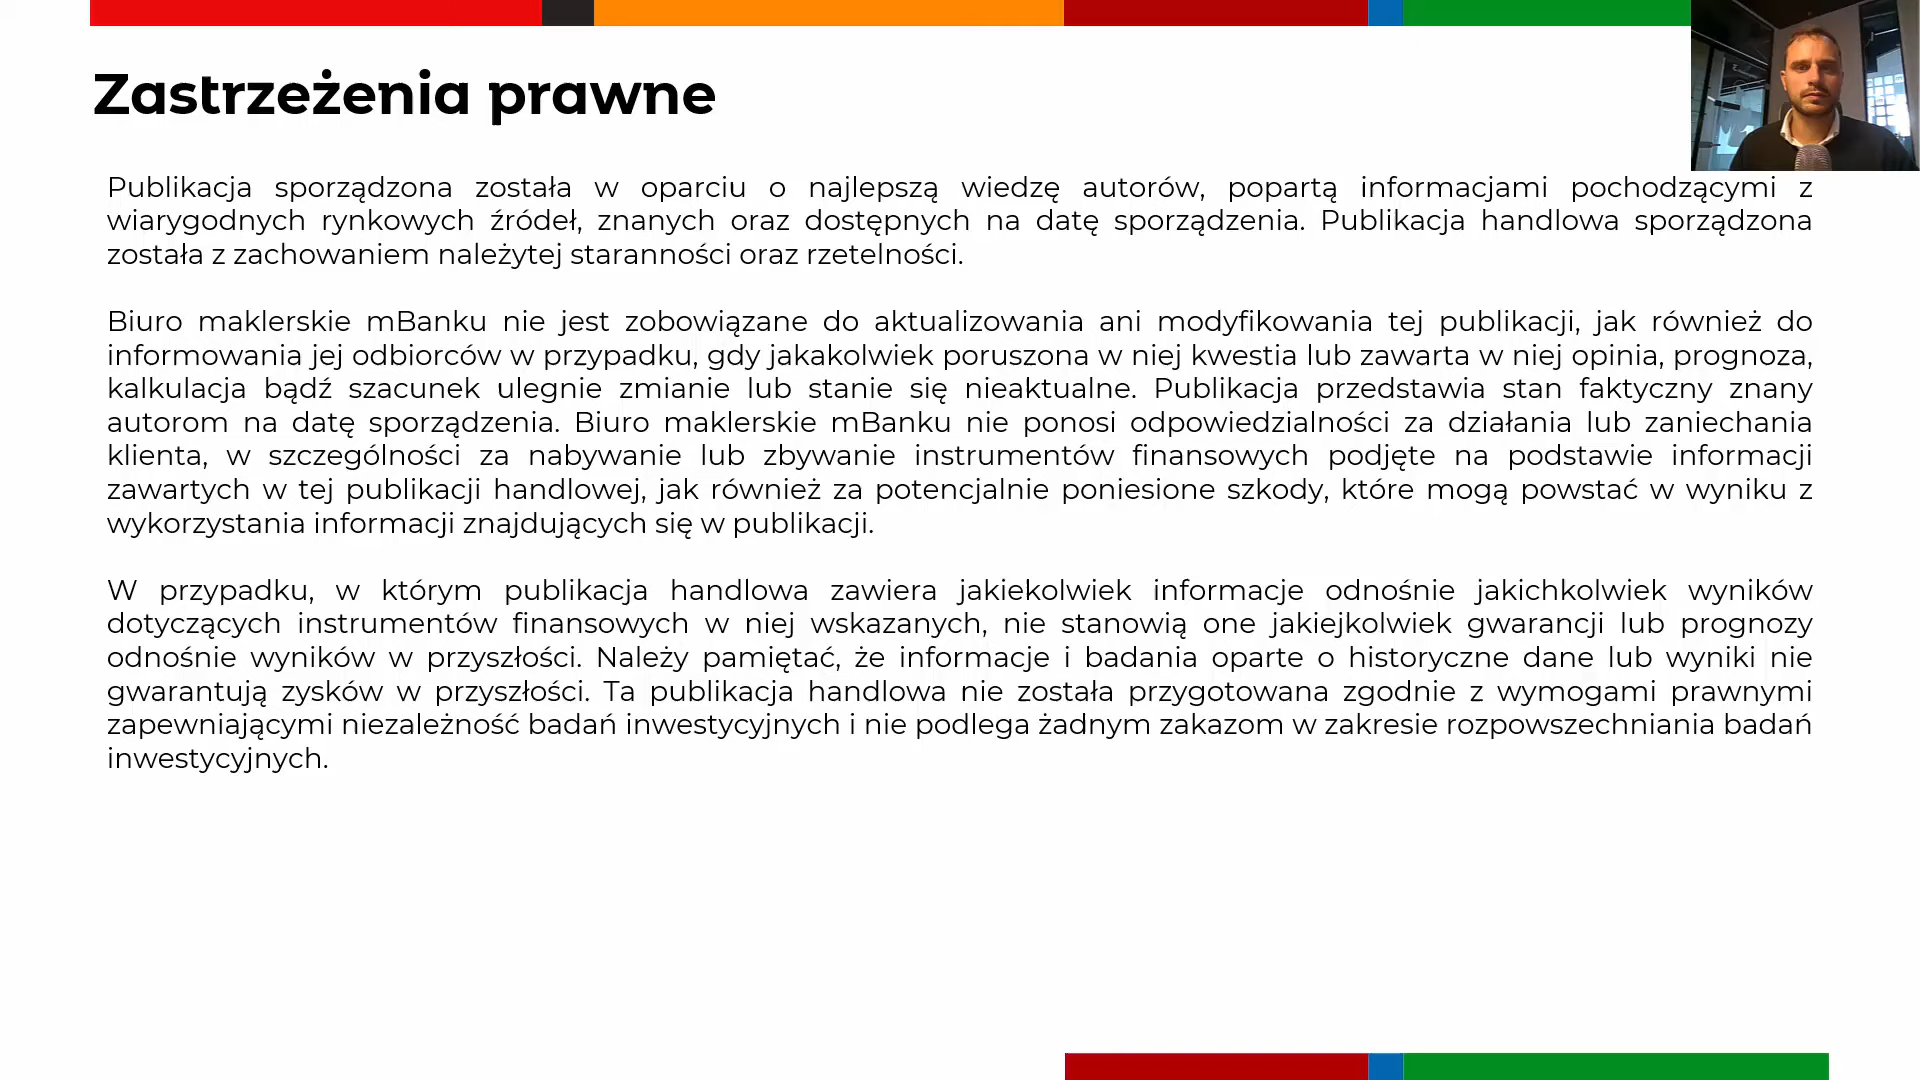 Zastrzeżenia prawne
Publikacja sporządzona została w oparciu o najlepszą wiedzę autorów, popartą informacjami pochodzącymi z
wiarygodnych rynkowych źródeł, znanych oraz dostępnych na datę sporządzenia. Publikacja handlowa sporządzona
została z zachowaniem należytej staranności oraz rzetelności.
Biuro maklerskie mBanku nie jest zobowiązane do aktualizowania ani modyfikowania tej publikacji, jak również do
informowania jej odbiorców w przypadku, gdy jakakolwiek poruszona w niej kwestia lub zawarta w niej opinia, prognoza,
kalkulacja bądź szacunek ulegnie zmianie lub stanie się nieaktualne. Publikacja przedstawia stan faktyczny znany
autorom na datę sporządzenia. Biuro maklerskie mBanku nie ponosi odpowiedzialności za działania lub zaniechania
klienta, w szczególności za nabywanie lub zbywanie instrumentów finansowych podjęte na podstawie informacji
zawartych w tej publikacji handlowej, jak również za potencjalnie poniesione szkody, które mogą powstać w wyniku z
wykorzystania informacji znajdujących się w publikacji.
W przypadku, w którym publikacja handlowa zawiera jakiekolwiek informacje odnośnie jakichkolwiek wyników
dotyczących instrumentów finansowych w niej wskazanych, nie stanowią one jakiejkolwiek gwarancji lub prognozy
odnośnie wyników w przyszłości. Należy pamiętać, że informacje i badania oparte o historyczne dane lub wyniki nie
gwarantują zysków w przyszłości. Ta publikacja handlowa nie została przygotowana zgodnie z wymogami prawnymi
zapewniającymi niezależność badań inwestycyjnych i nie podlega żadnym zakazom w zakresie rozpowszechniania badań
inwestycyjnych.